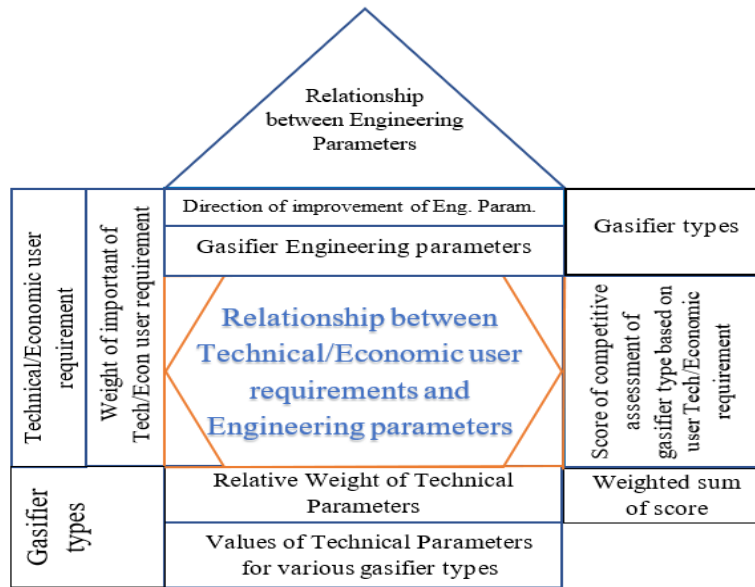 Relationship
between Engineering
Parameters
Direction of improvement of Eng. Param.
Gasifier Engineering parameters
Gasifier types
Technical/Economic user
requirement
Weight of important of
Tech/Econ user requirement
Relationship between
Technical/Economic user
requirements and
Engineering parameters
Score of competitive
assessment of
gasifier type based on
user Tech/Economic
requirement
Gasifier
types
Relative Weight of Technical
Parameters
Weighted sum
of score
Values of Technical Parameters
for various gasifier types